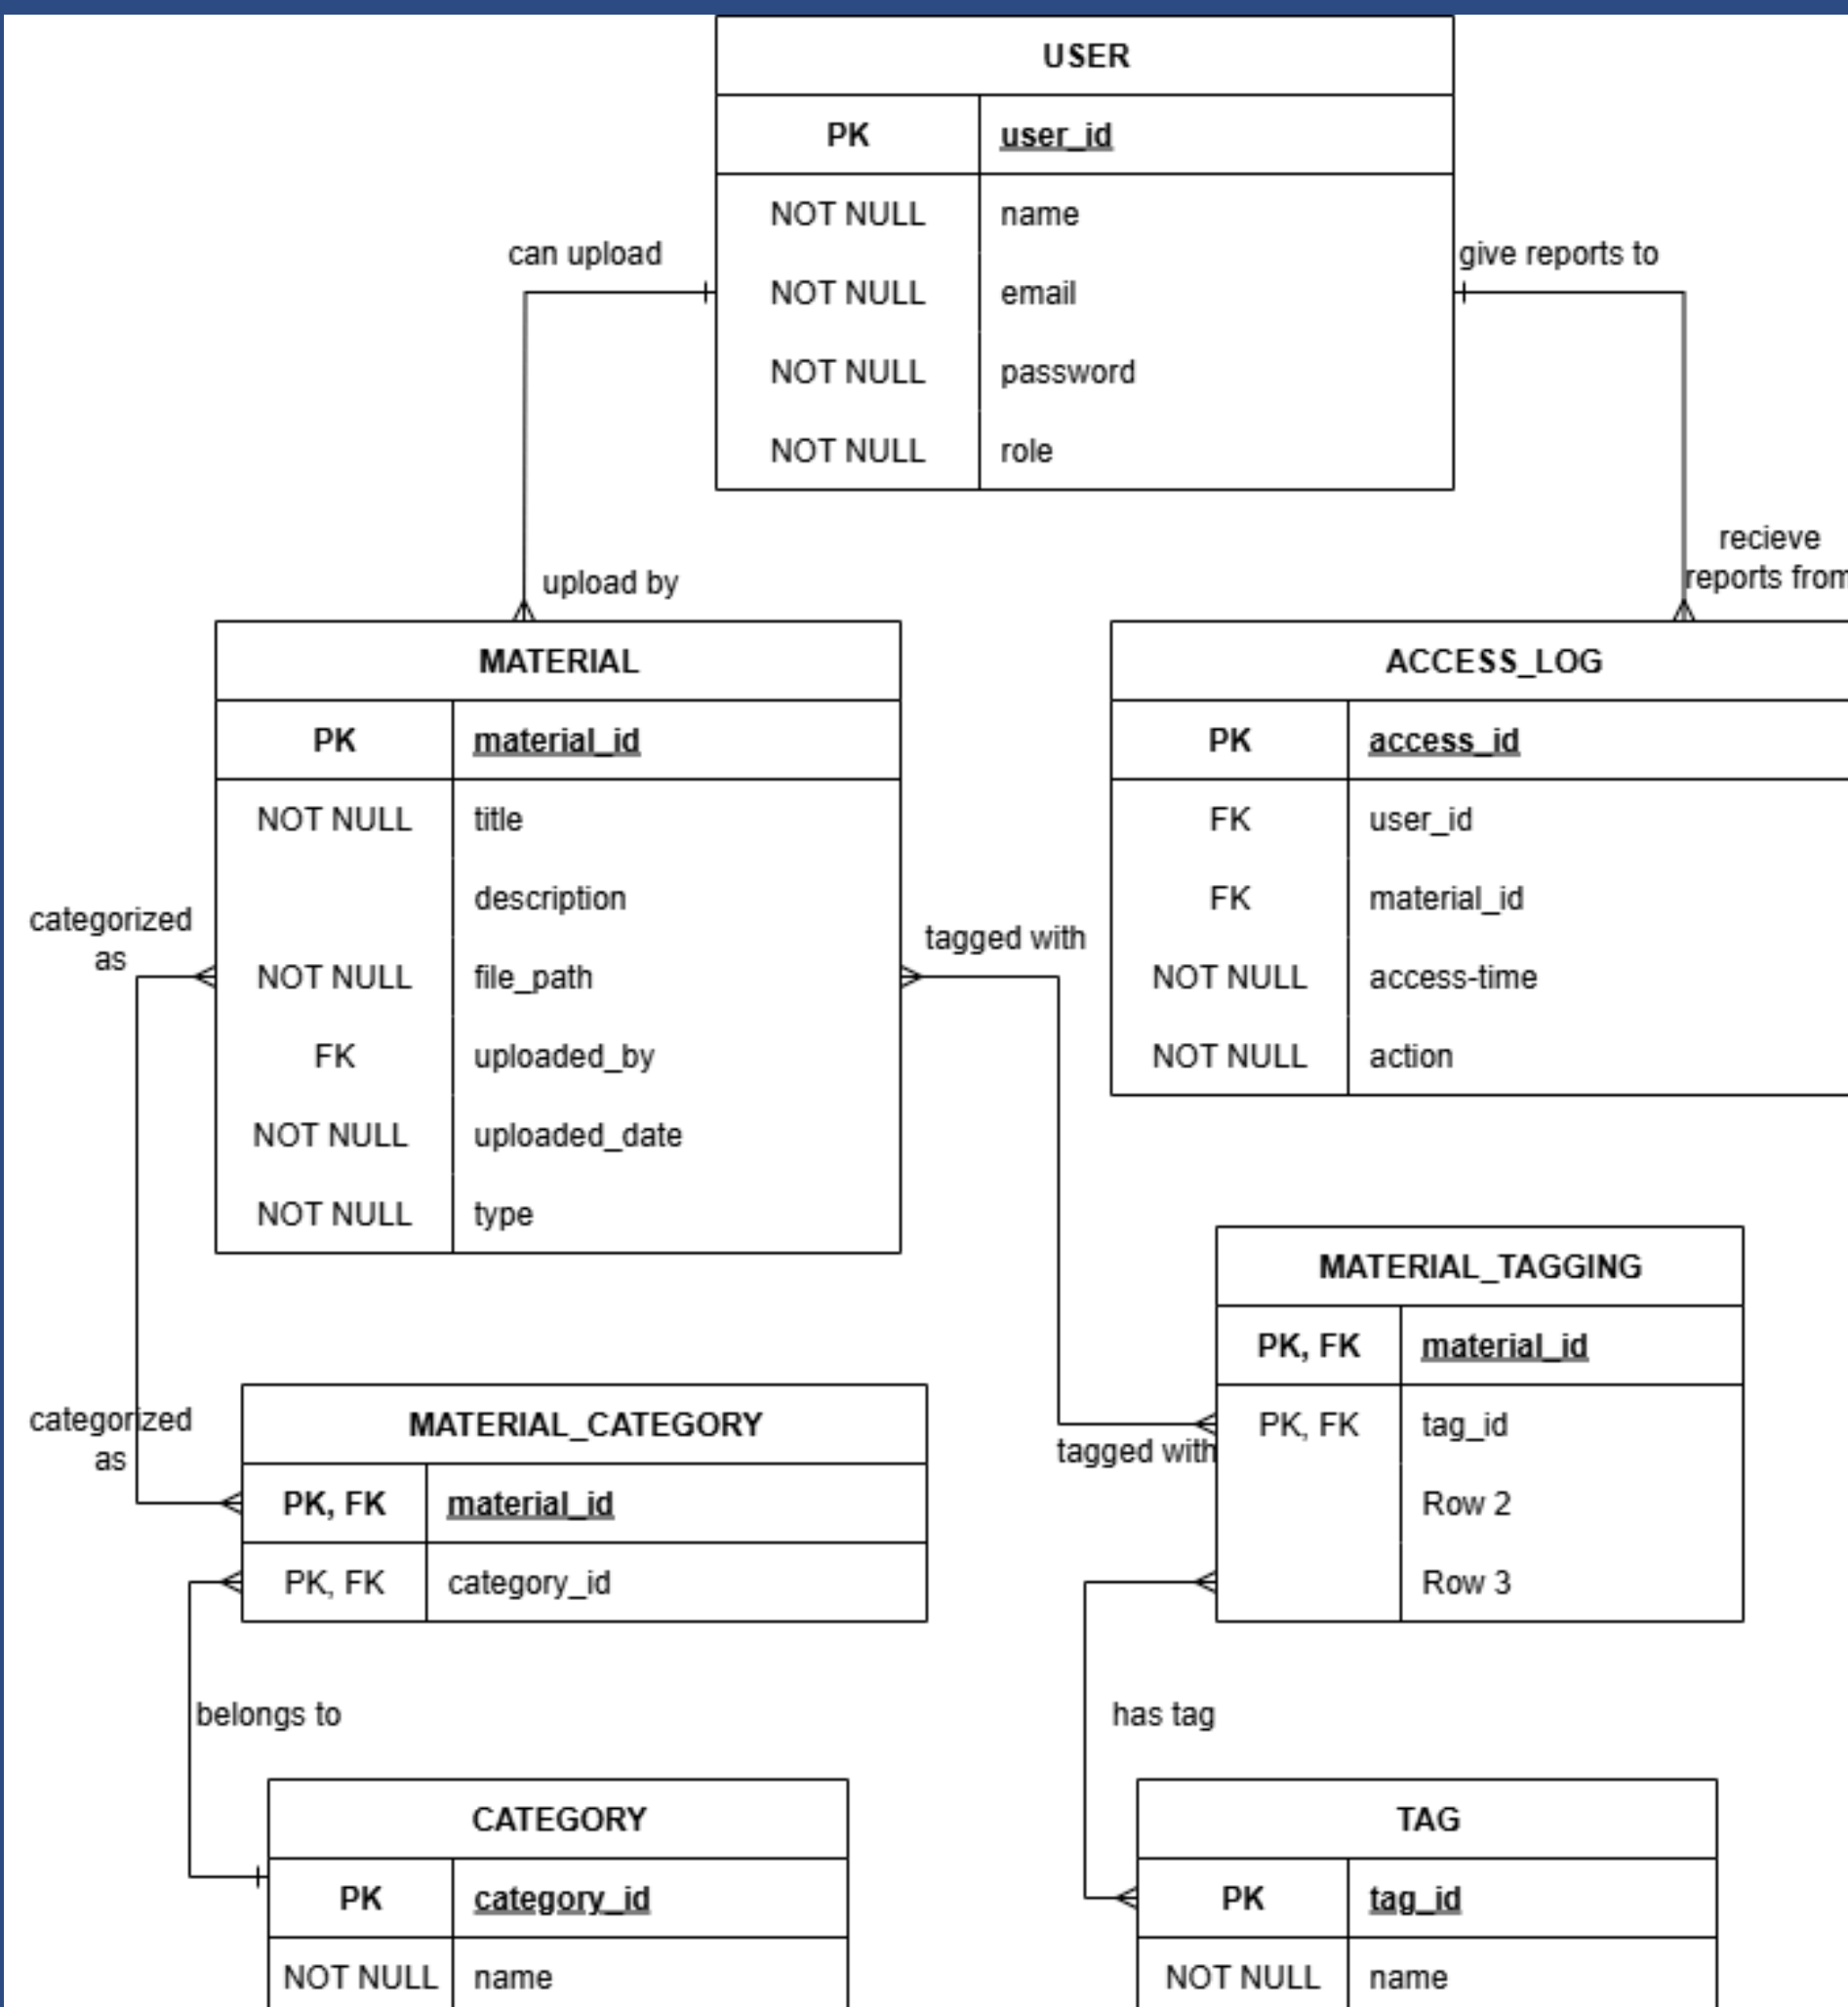 USER
PK user_id
NOT NULL name
can upload
give reports to
NOT NULL email
NOT NULL password
NOT NULL role
recieve
reports from
upload by
MATERIAL
PK material_id
NOT NULL title
description
NOT NULL file_path
FK uploaded_by
NOT NULL uploaded_date
NOT NULL type
ACCESS_LOG
PK access_id
FK user_id
FK material_id
NOT NULL access-time
NOT NULL action
categorized
as
tagged with
MATERIAL_TAGGING
PK, FK material_id
PK, FK tag_id
Row 2
Row 3
tagged with
categorized
as
MATERIAL_CATEGORY
PK, FK material_id
PK, FK category_id
belongs to
has tag
CATEGORY
PK category_id
NOT NULL name
TAG
PK tag_id
NOT NULL name